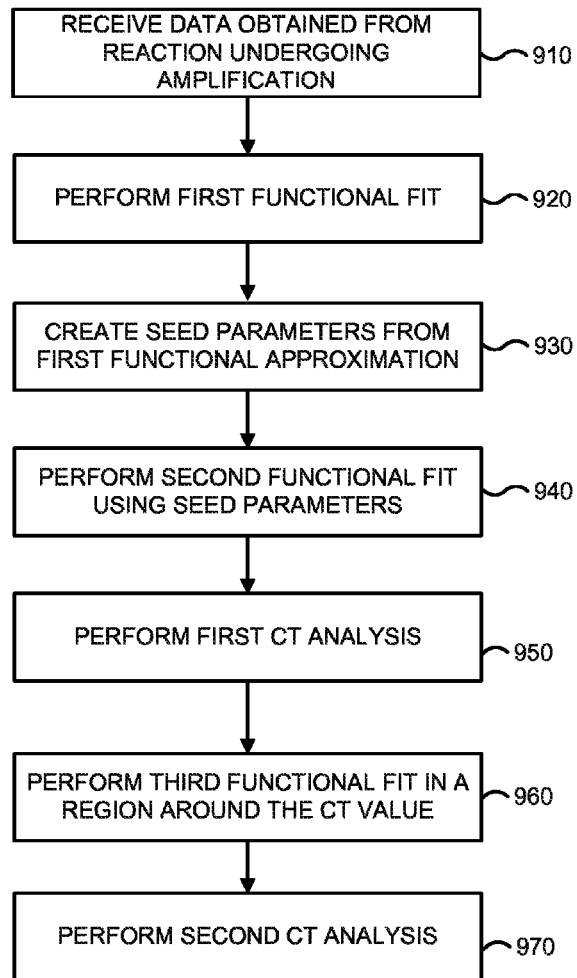 RECEIVE DATA OBTAINED FROM
REACTION UNDERGOING
AMPLIFICATION
910
PERFORM FIRST FUNCTIONAL FIT
920
CREATE SEED PARAMETERS FROM
FIRST FUNCTIONAL APPROXIMATION
930
PERFORM SECOND FUNCTIONAL FIT
USING SEED PARAMETERS
940
PERFORM FIRST CT ANALYSIS
950
PERFORM THIRD FUNCTIONAL FIT IN A
REGION AROUND THE CT VALUE
960
PERFORM SECOND CT ANALYSIS
970